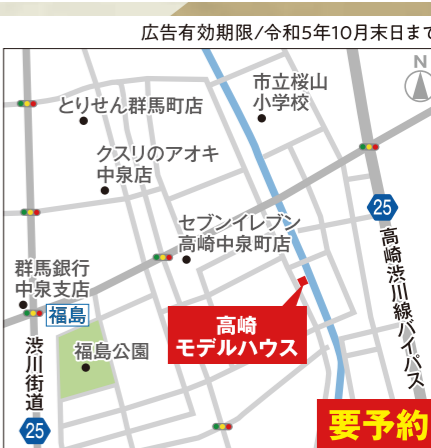 広告有効期限/令和5年10月末日まで
N
市立桜山
小学校
とりせん群馬町店
クスリのアオキ
中泉店
25
セブンイレブン
高崎中泉町店
高崎渋川線バイパス
群馬銀行
中泉支店
福島
高崎
モデルハウス
福島公園
渋川街道
25
要予約